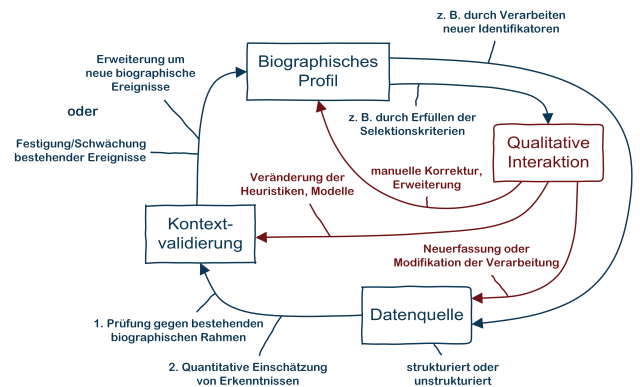 z. B. durch Verarbeiten
neuer Identifikatoren
Erweiterung um
neue biographische
Ereignisse
oder
Festigung/Schwächung
bestehender Ereignisse
Biographisches
Profil
z. B. durch Erfüllen der
Selektionskriterien
Qualitative
Interaktion
Veränderung der
Heuristiken, Modelle
manuelle Korrektur,
Erweiterung
Kontext-
validierung
Neuerfassung oder
Modifikation der Verarbeitung
Datenquelle
1. Prüfung gegen bestehenden
biographischen Rahmen
2. Quantitative Einschätzung
von Erkenntnissen
strukturiert oder
unstrukturiert